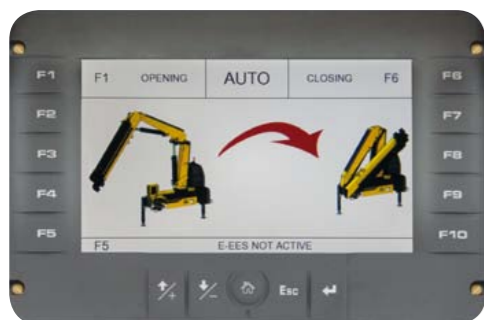 F1 F1 OPENING AUTO CLOSING F6 F6
F2 F7
F3 F8
F4 F9
F5 F5 E-EES NOT ACTIVE F10
+ - Esc